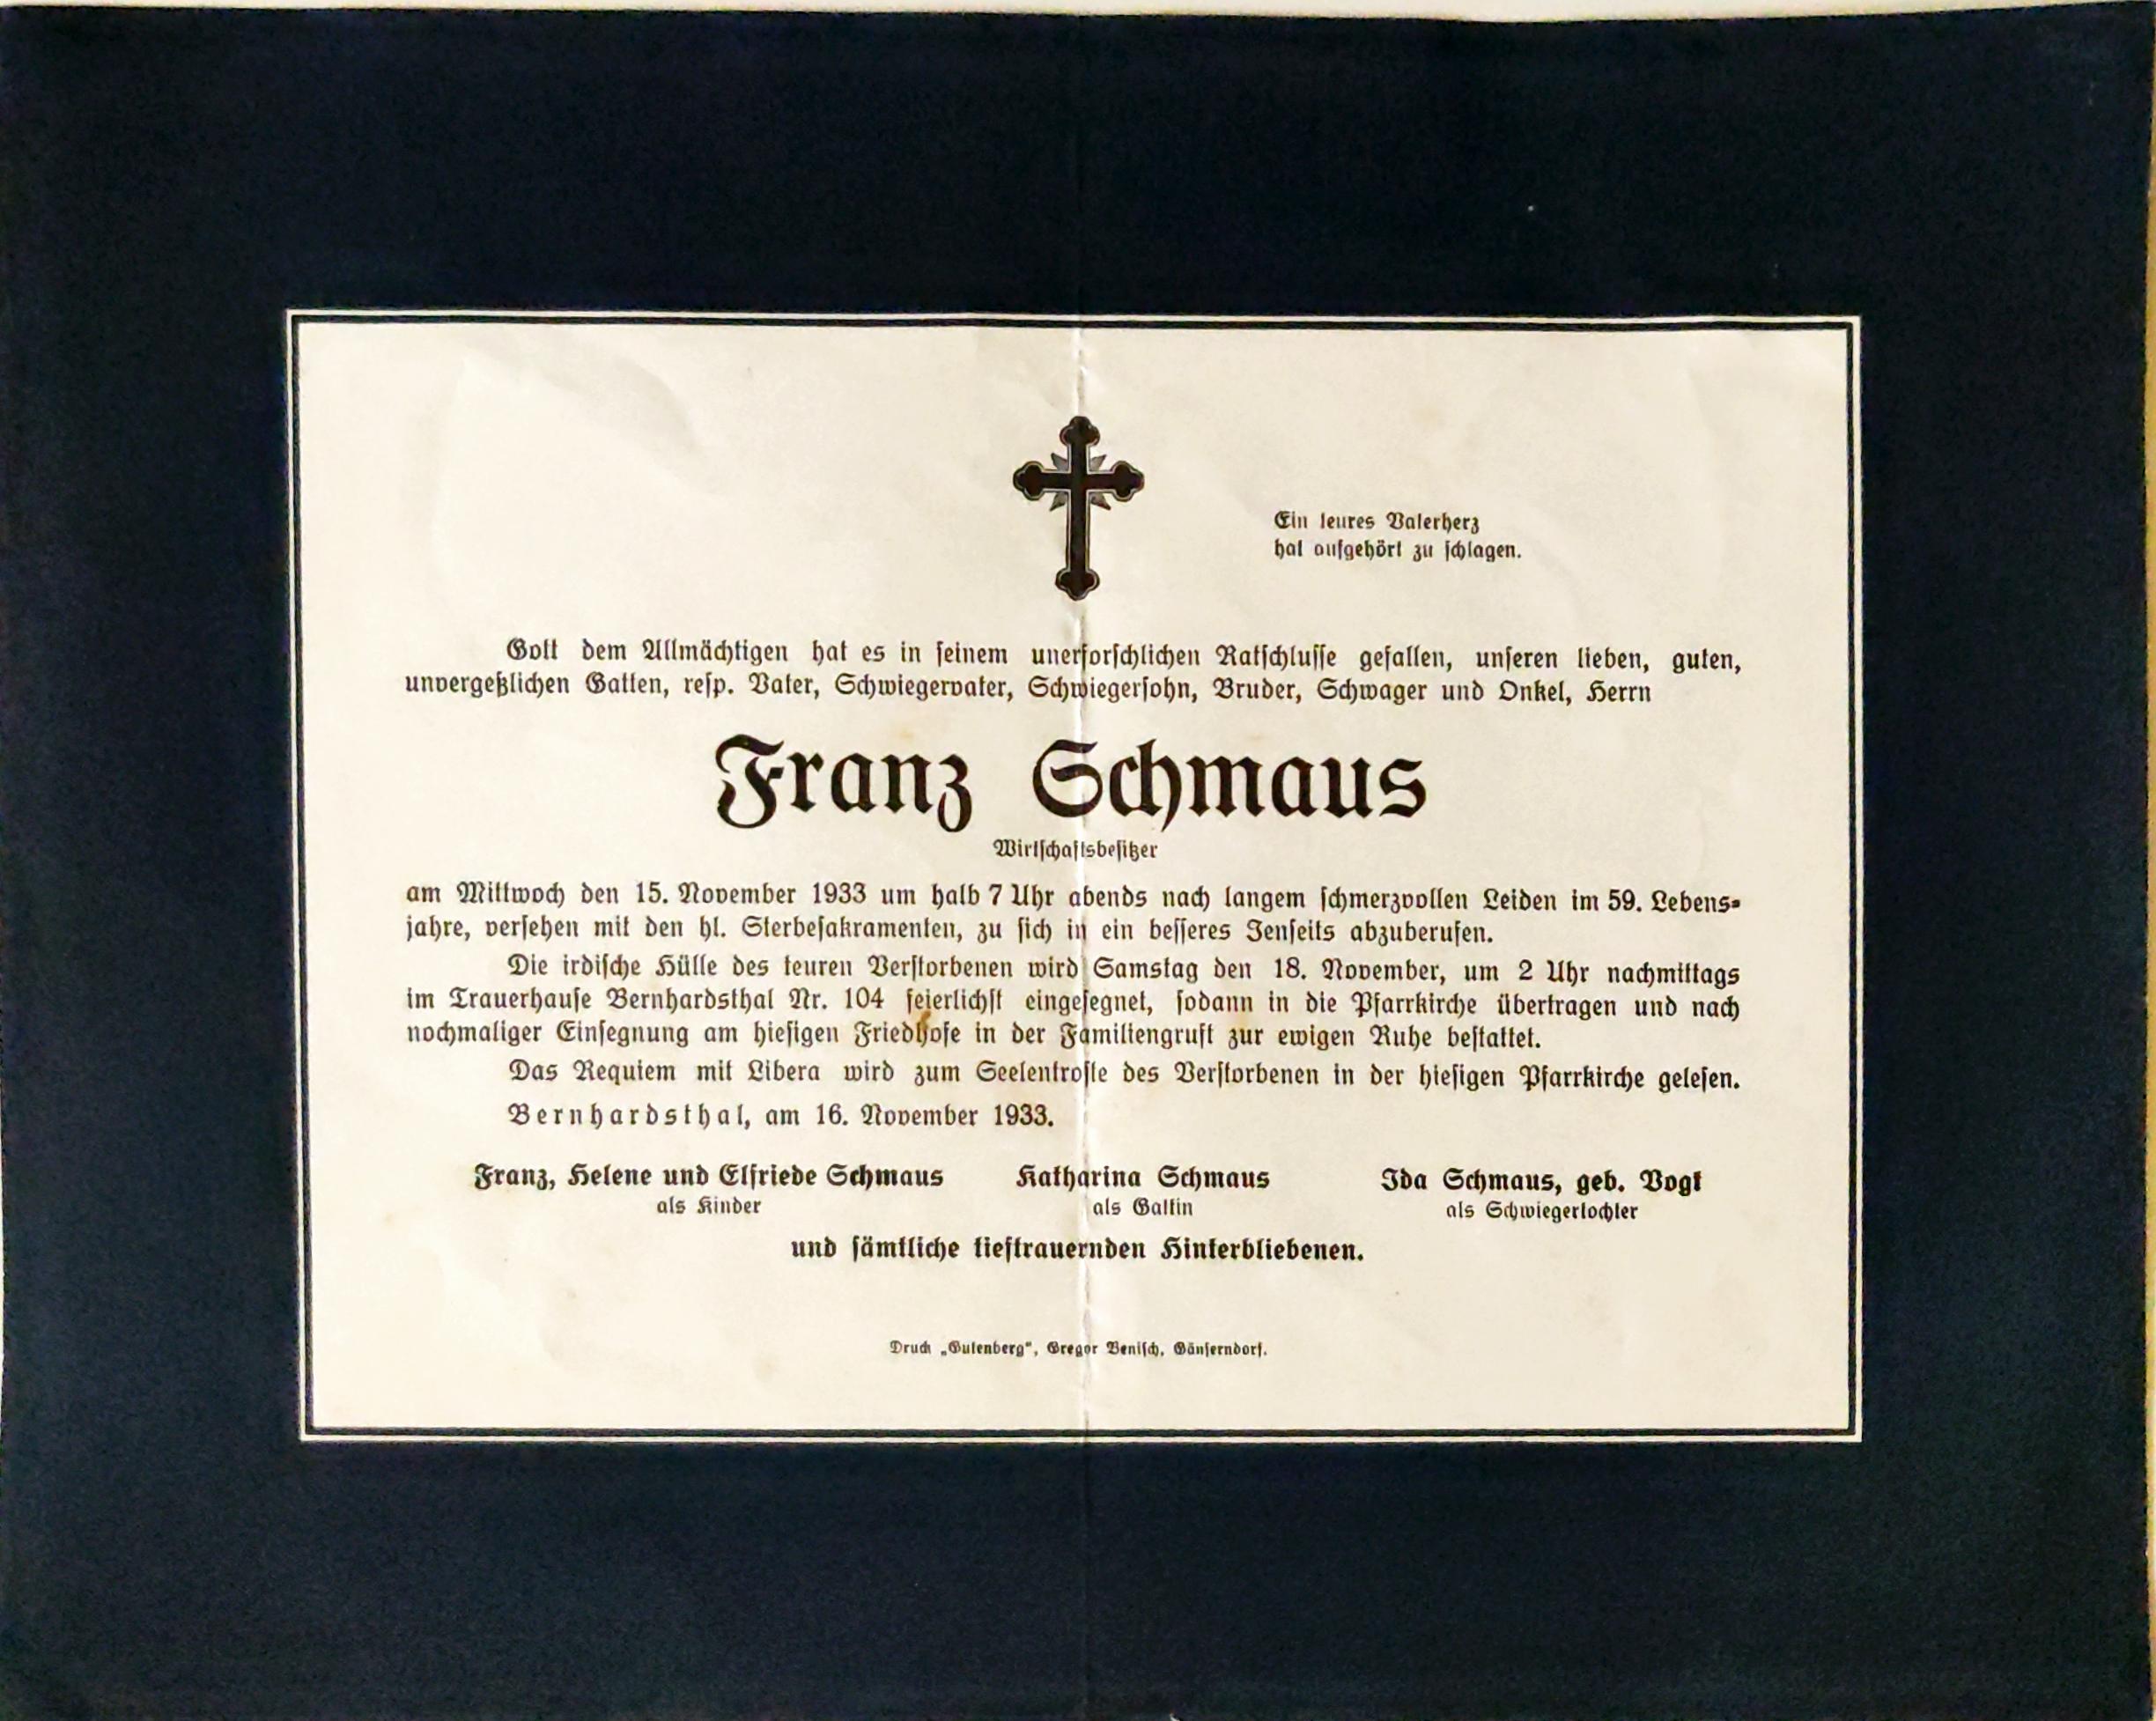 Ein teures Vaterherz
hat aufgehört zu schlagen.
Gott dem Allmächtigen hat es in seinem unerforschlichen Ratschlusse gefallen, unseren lieben, guten,
unvergeßlichen Gatten, resp. Vater, Schwiegervater, Schwiegersohn, Bruder, Schwager und Onkel, Herrn
Franz Schmaus
Wirtschaftsbesitzer
am Mittwoch den 15. November 1933 um halb 7 Uhr abends nach langem schmerzvollen Leiden im 59. Lebens-
jahre, versehen mit den hl. Sterbesakramenten, zu sich in ein besseres Jenseits abzuberufen.
Die irdische Hülle des teuren Verstorbenen wird Samstag den 18. November, um 2 Uhr nachmittags
im Trauerhause Bernhardsthal Nr. 104 feierlichst eingesegnet, sodann in die Pfarrkirche übertragen und nach
nochmaliger Einsegnung am hiesigen Friedhofe in der Familiengruft zur ewigen Ruhe bestattet.
Das Requiem mit Libera wird zum Seelentroste des Verstorbenen in der hiesigen Pfarrkirche gelesen.
Bernhardsthal, am 16. November 1933.
Franz, Helene und Elfriede Schmaus Katharina Schmaus Ida Schmaus, geb. Vogt
als Kinder als Gattin als Schwiegertochter
und sämtliche tieftrauernden Hinterbliebenen.
Druck „Gutenberg“, Gregor Benisch, Gänserndorf.